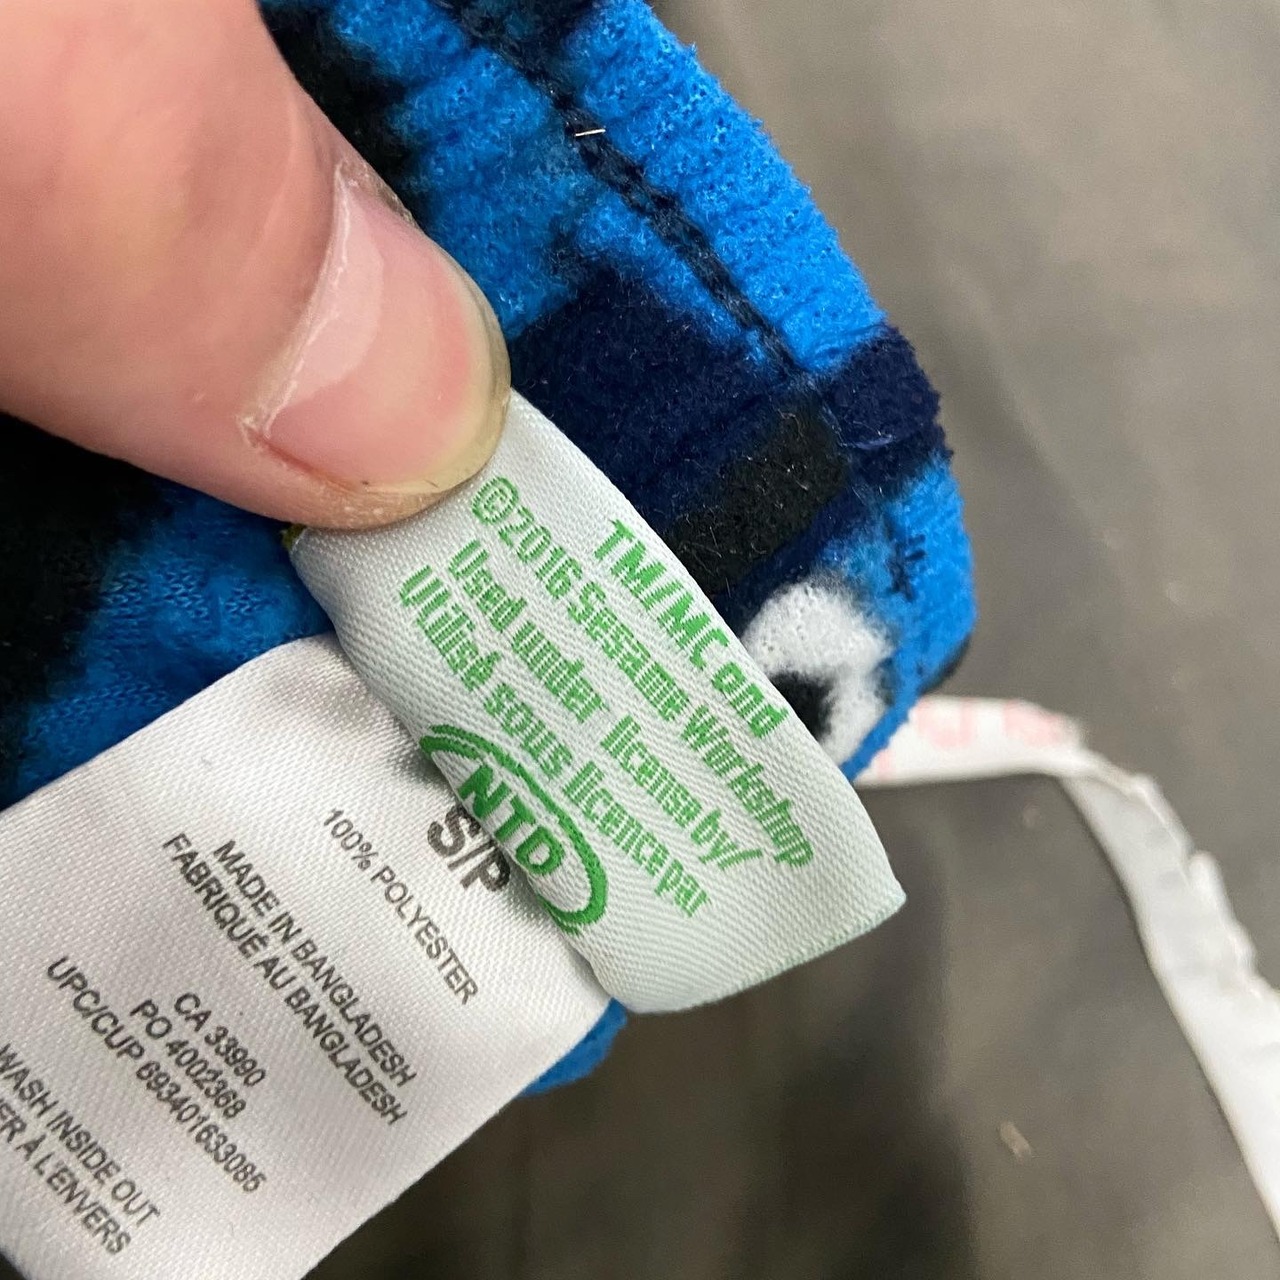 TM/MC and
©2016 Sesame Workshop
Used under license by/
Utilisé sous licence par
NTD
S/P
100% POLYESTER
MADE IN BANGLADESH
FABRIQUÉ AU BANGLADESH
CA 33990
PO 4002368
UPC/CUP 693401633085
WASH INSIDE OUT
ER À L'ENVERS